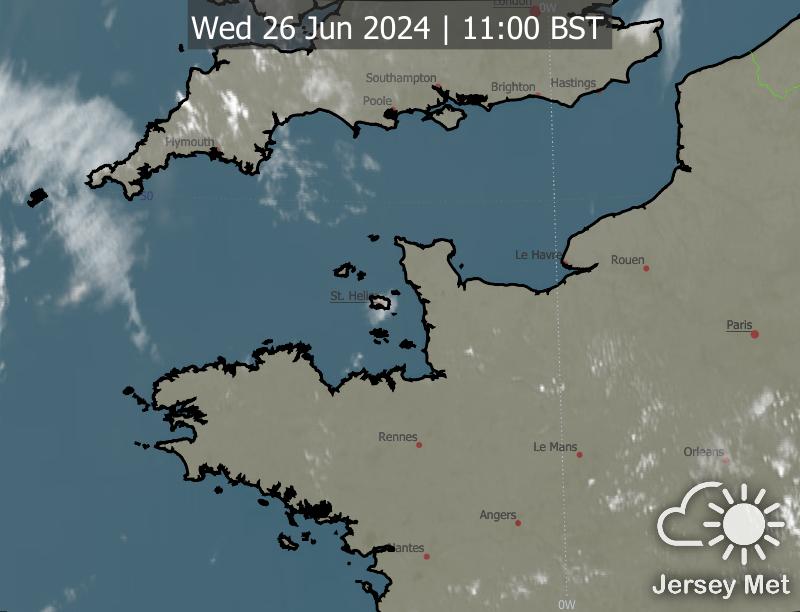 London
0W
Wed 26 Jun 2024 | 11:00 BST
Southampton
Brighton
Hastings
Poole
Plymouth
50
Le Havre
Rouen
St. Helier
Paris
Rennes
Le Mans
Orleans
Angers
Nantes
0W
Jersey Met